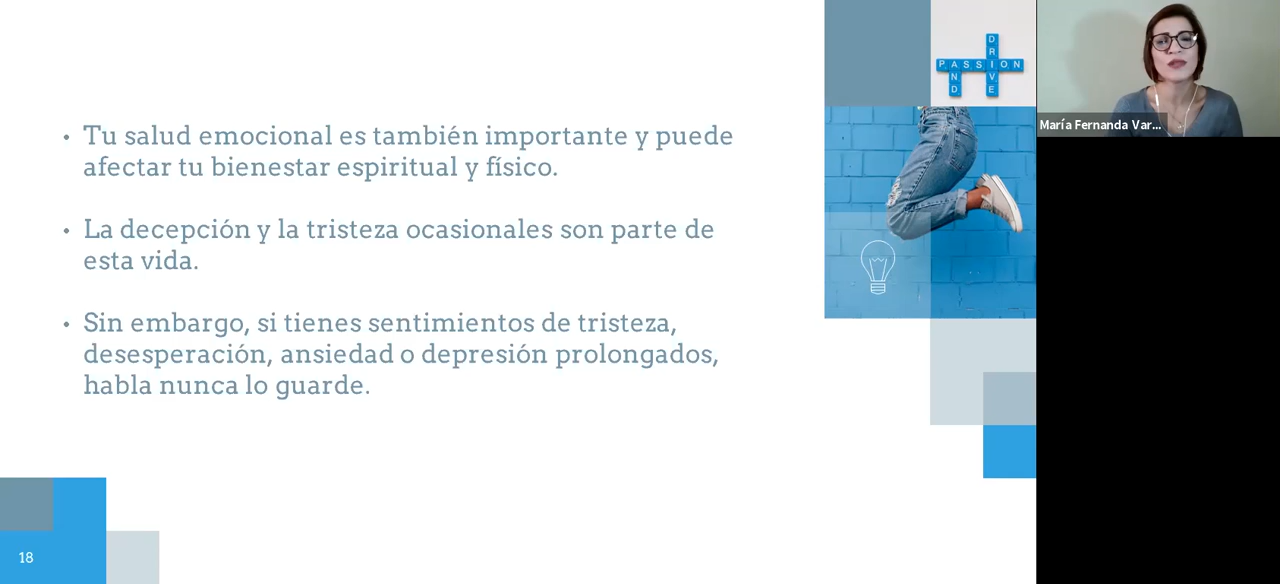 • Tu salud emocional es también importante y puede
afectar tu bienestar espiritual y físico.
• La decepción y la tristeza ocasionales son parte de
esta vida.
• Sin embargo, si tienes sentimientos de tristeza,
desesperación, ansiedad o depresión prolongados,
habla nunca lo guarde.
18
PASSION
AND
DRIVE
María Fernanda Var...